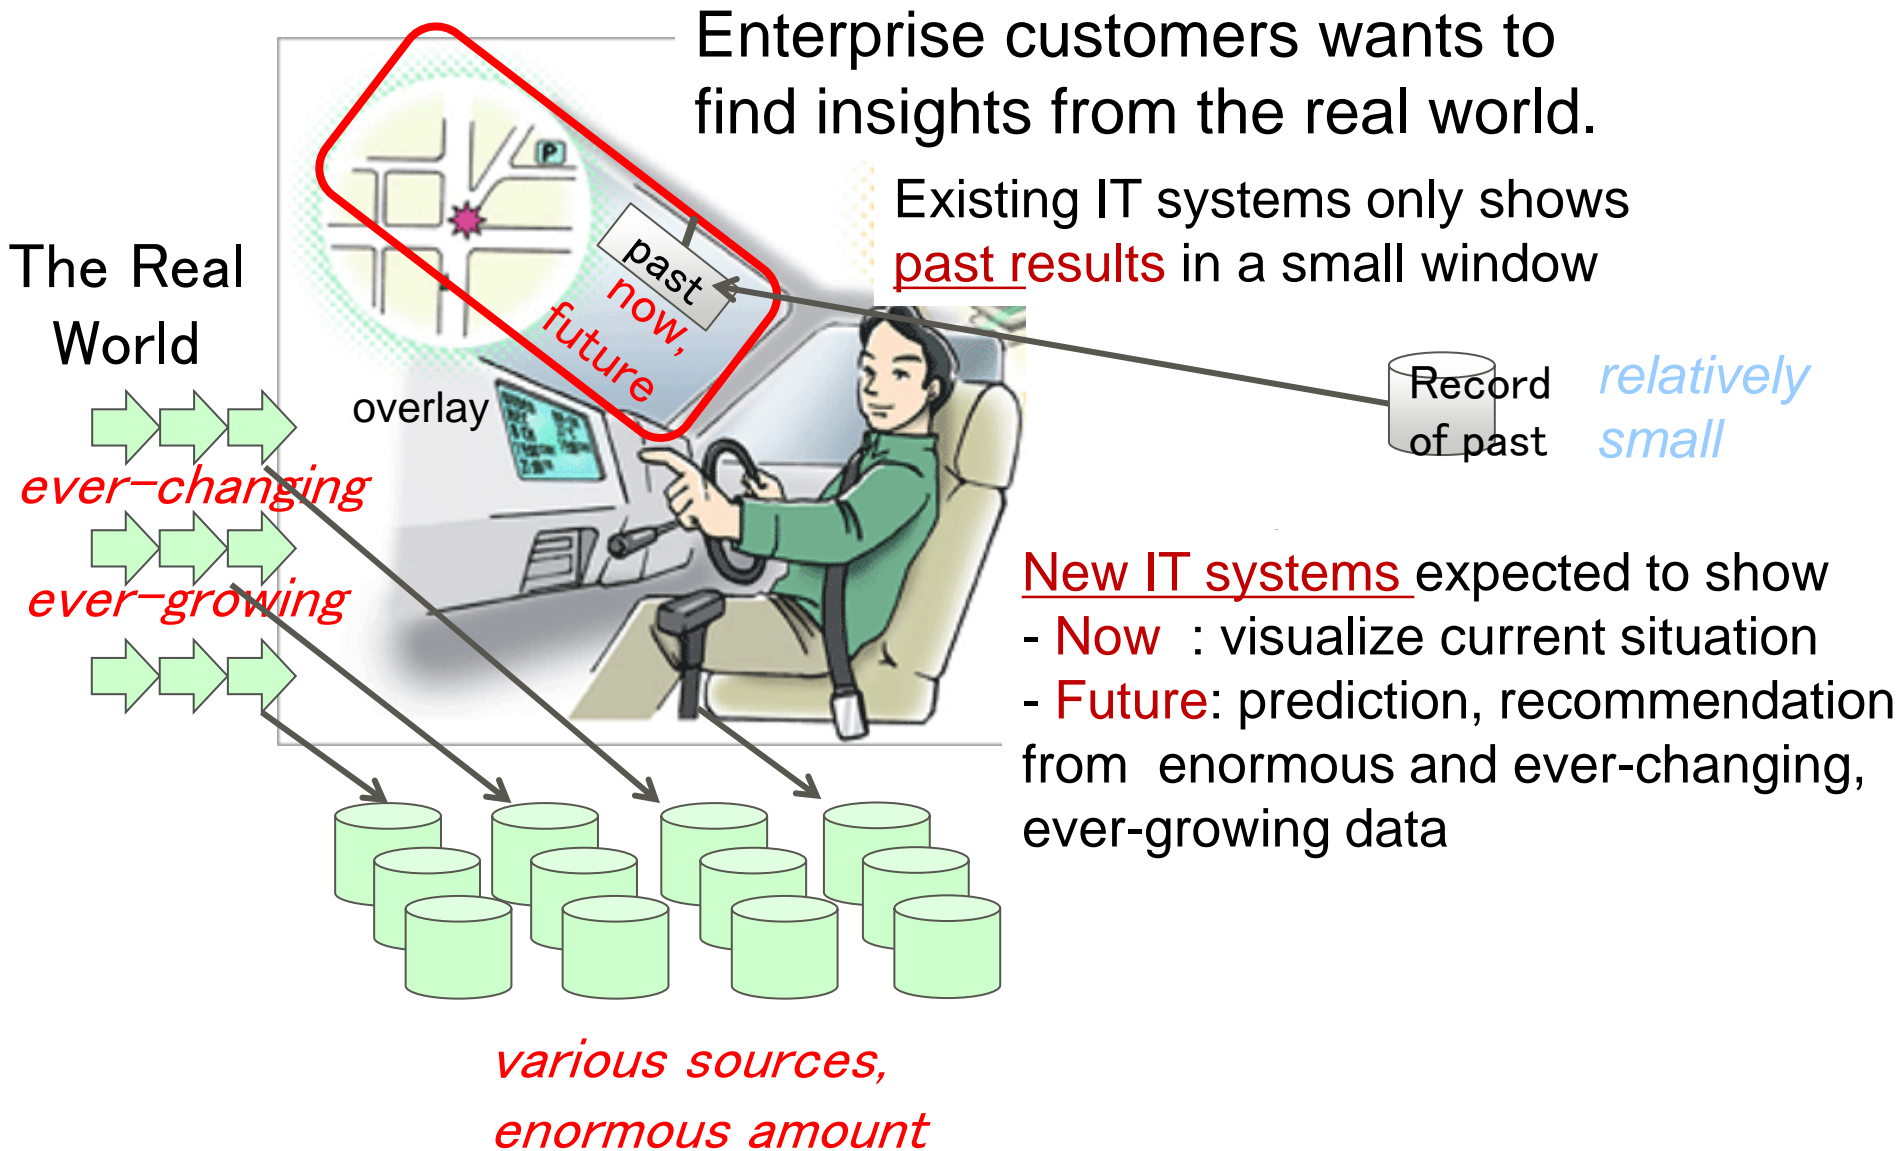 Enterprise customers wants to
find insights from the real world.
Existing IT systems only shows
past results in a small window
The Real
World
P
past
now,
future
overlay
Record
of past
relatively
small
ever-changing
ever-growing
New IT systems expected to show
- Now : visualize current situation
- Future: prediction, recommendation
from enormous and ever-changing,
ever-growing data
various sources,
enormous amount